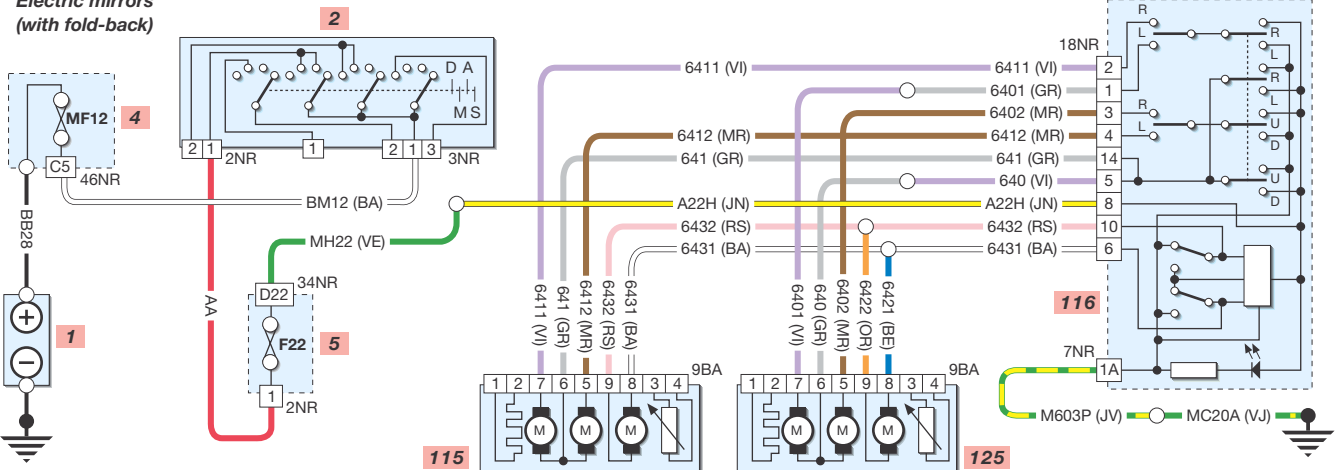 Electric mirrors
(with fold-back)
2
D A
M S
2 1 2NR
1
2 1 3 3NR
MF12
4
C5
46NR
BM12 (BA)
BB28
MH22 (VE)
AA
D22
34NR
F22
5
1
2NR
+
−
1
6411 (VI)
6411 (VI)
6401 (GR)
6402 (MR)
6412 (MR)
6412 (MR)
641 (GR)
641 (GR)
640 (VI)
A22H (JN)
A22H (JN)
6432 (RS)
6432 (RS)
6431 (BA)
6431 (BA)
6411 (VI)
641 (GR)
6412 (MR)
6432 (RS)
6431 (BA)
6401 (VI)
640 (GR)
6402 (MR)
6422 (OR)
6421 (BE)
18NR
2
1
3
4
14
5
8
10
6
R
L
R
L
R
L
R
L
U
D
U
D
116
7NR
1A
M603P (JV)
MC20A (VJ)
1 2 7 6 5 9 8 3 4
9BA
M M M
115
1 2 7 6 5 9 8 3 4
9BA
M M M
125